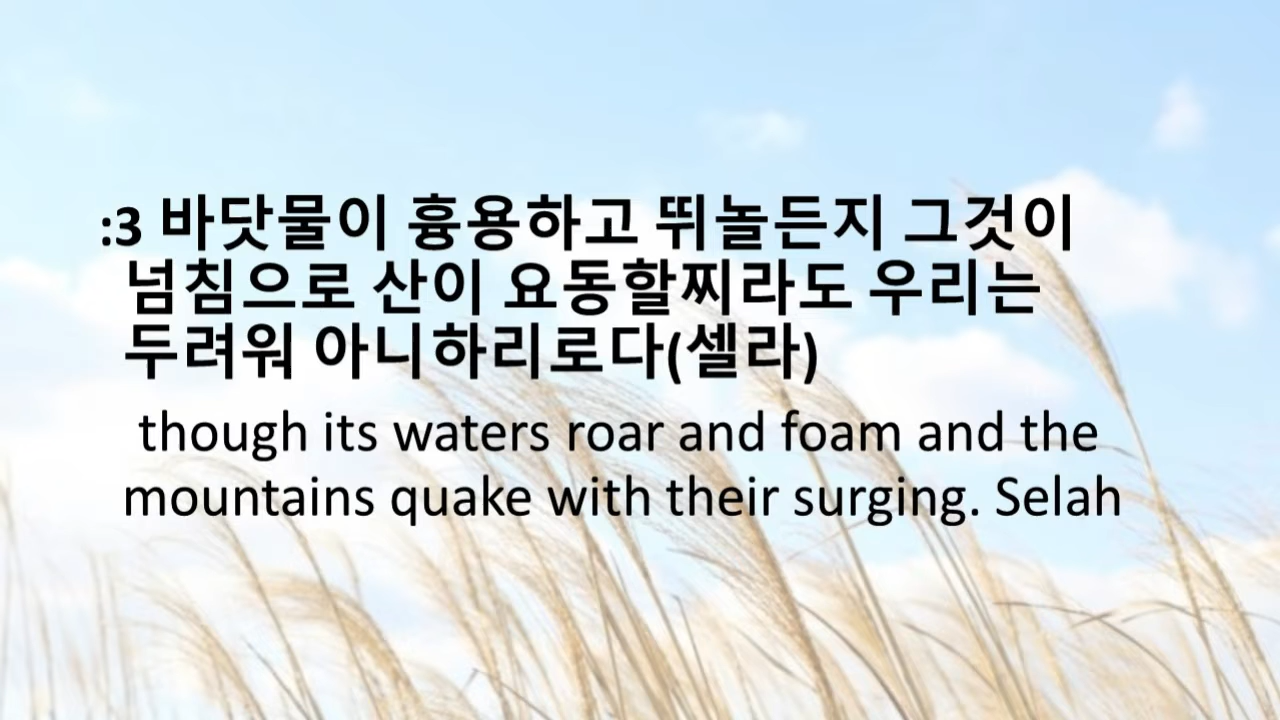 :3 바닷물이 흉용하고 뛰놀든지 그것이
넘침으로 산이 요동할찌라도 우리는
두려워 아니하리로다(셀라)
though its waters roar and foam and the
mountains quake with their surging. Selah